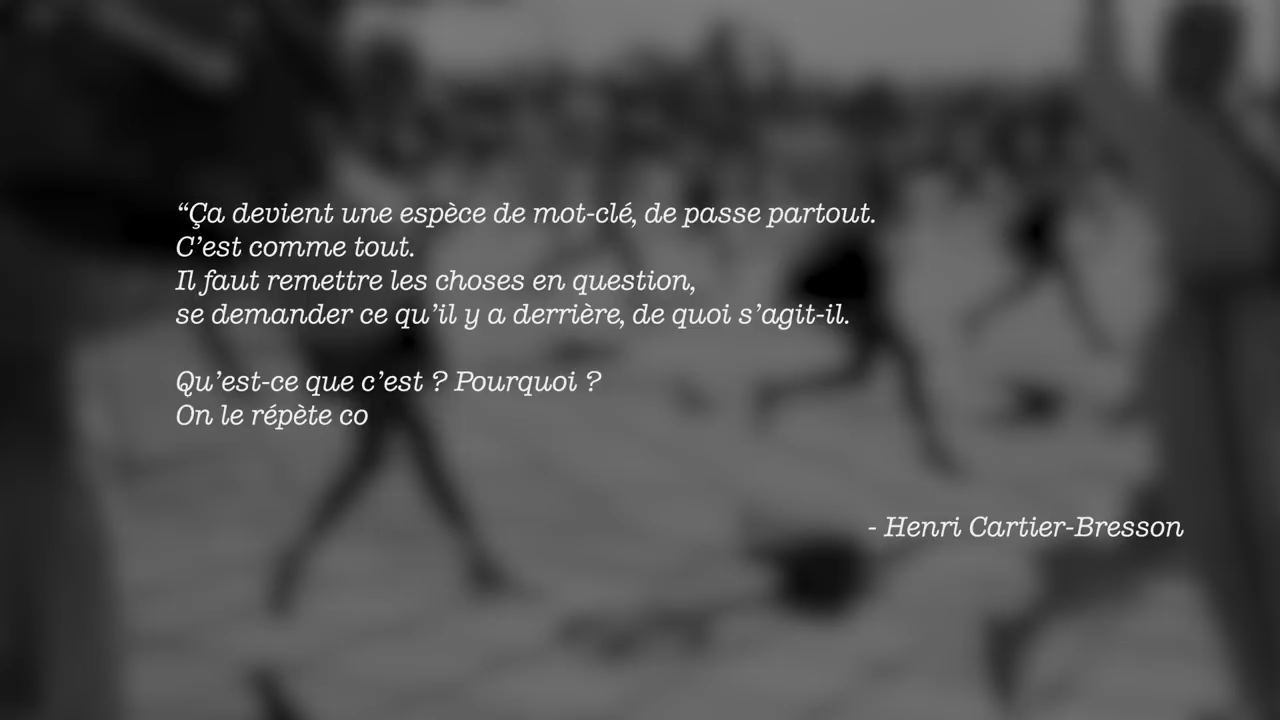 “Ça devient une espèce de mot-clé, de passe partout.
C’est comme tout.
Il faut remettre les choses en question,
se demander ce qu’il y a derrière, de quoi s’agit-il.
Qu’est-ce que c’est ? Pourquoi ?
On le répète co
- Henri Cartier-Bresson